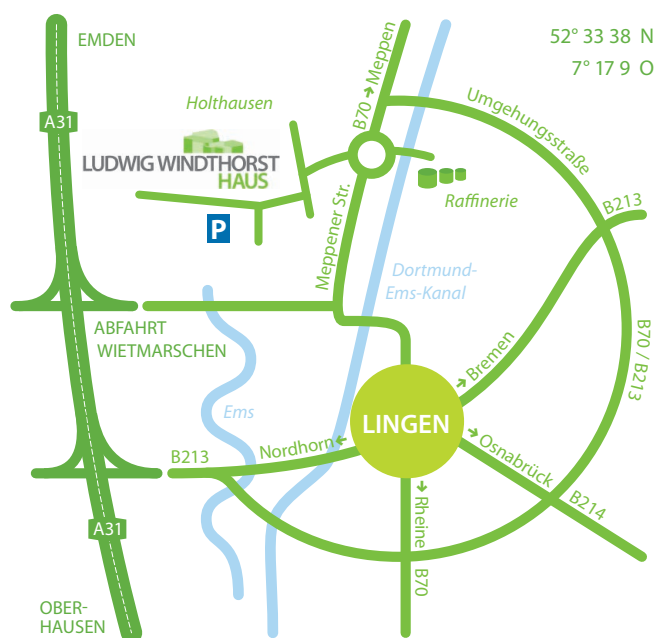 EMDEN
52° 33 38 N
7° 17 9 O
B70 → Meppen
Holthausen
A31
Umgehungsstraße
LUDWIG WINDTHORST
HAUS
Raffinerie
B213
P
Meppener Str.
Dortmund-
Ems-Kanal
ABFAHRT
WIETMARSCHEN
→ Bremen
B70 / B213
Ems
LINGEN
Nordhorn ←
→ Osnabrück
B213
B214
→ Rheine
A31
B70
OBER-
HAUSEN